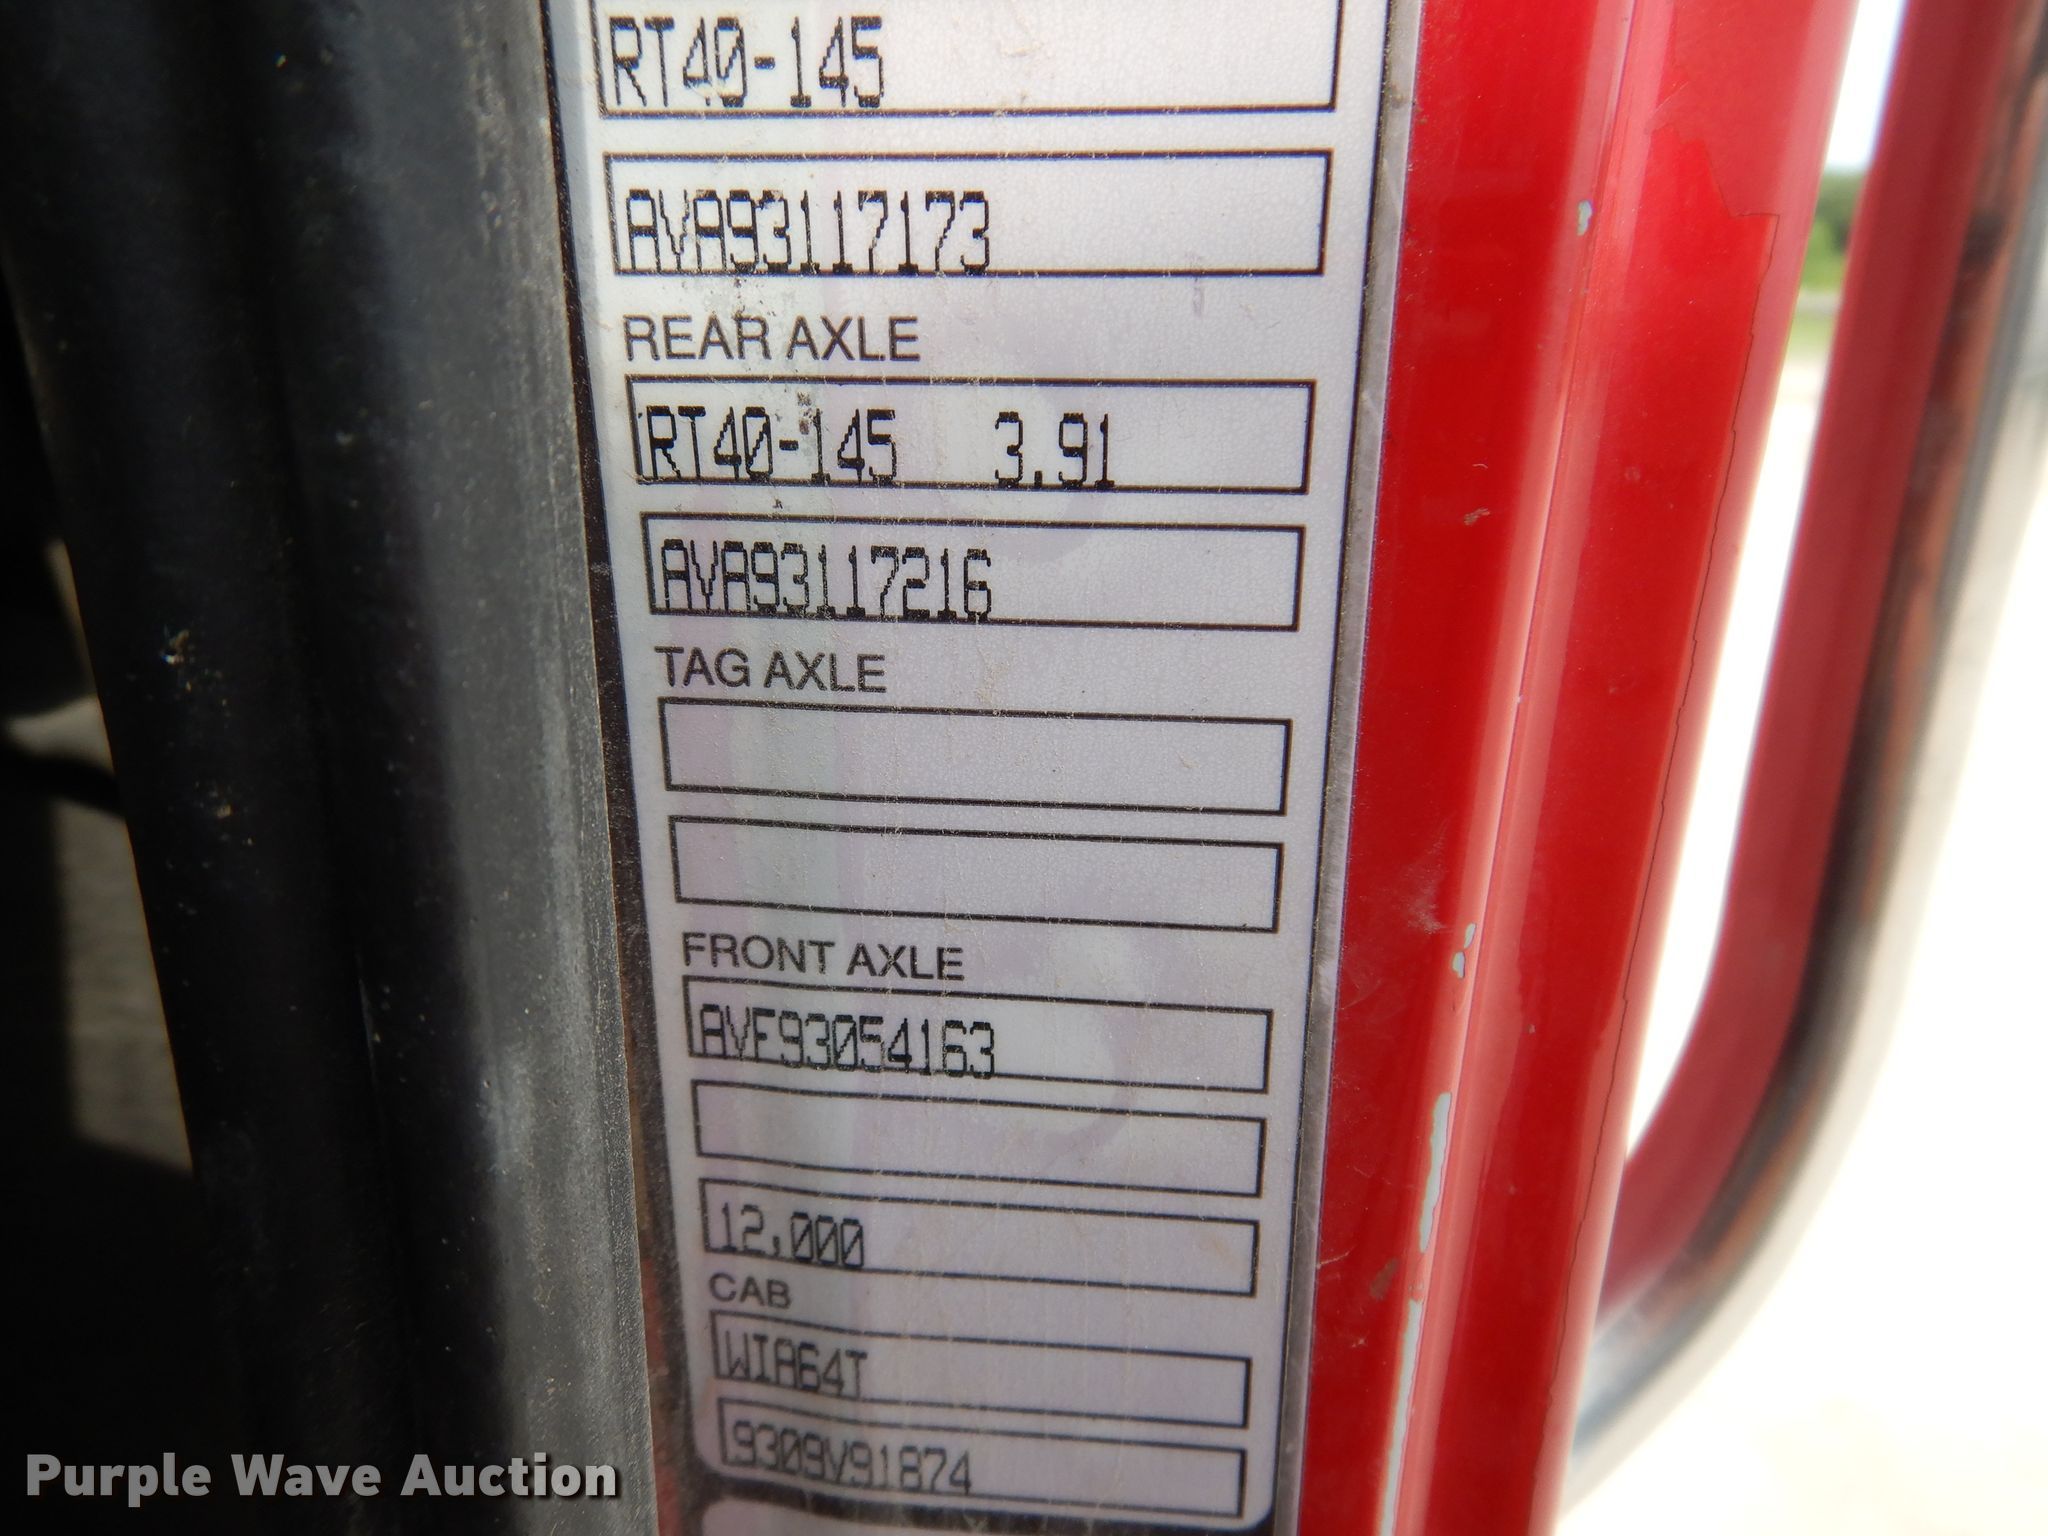 RT40-145
AVA93117173
REAR AXLE
RT40-145 3.91
AVA93117216
TAG AXLE
FRONT AXLE
AVF93054163
12,000
CAB
WIA64T
9309V91874
Purple Wave Auction